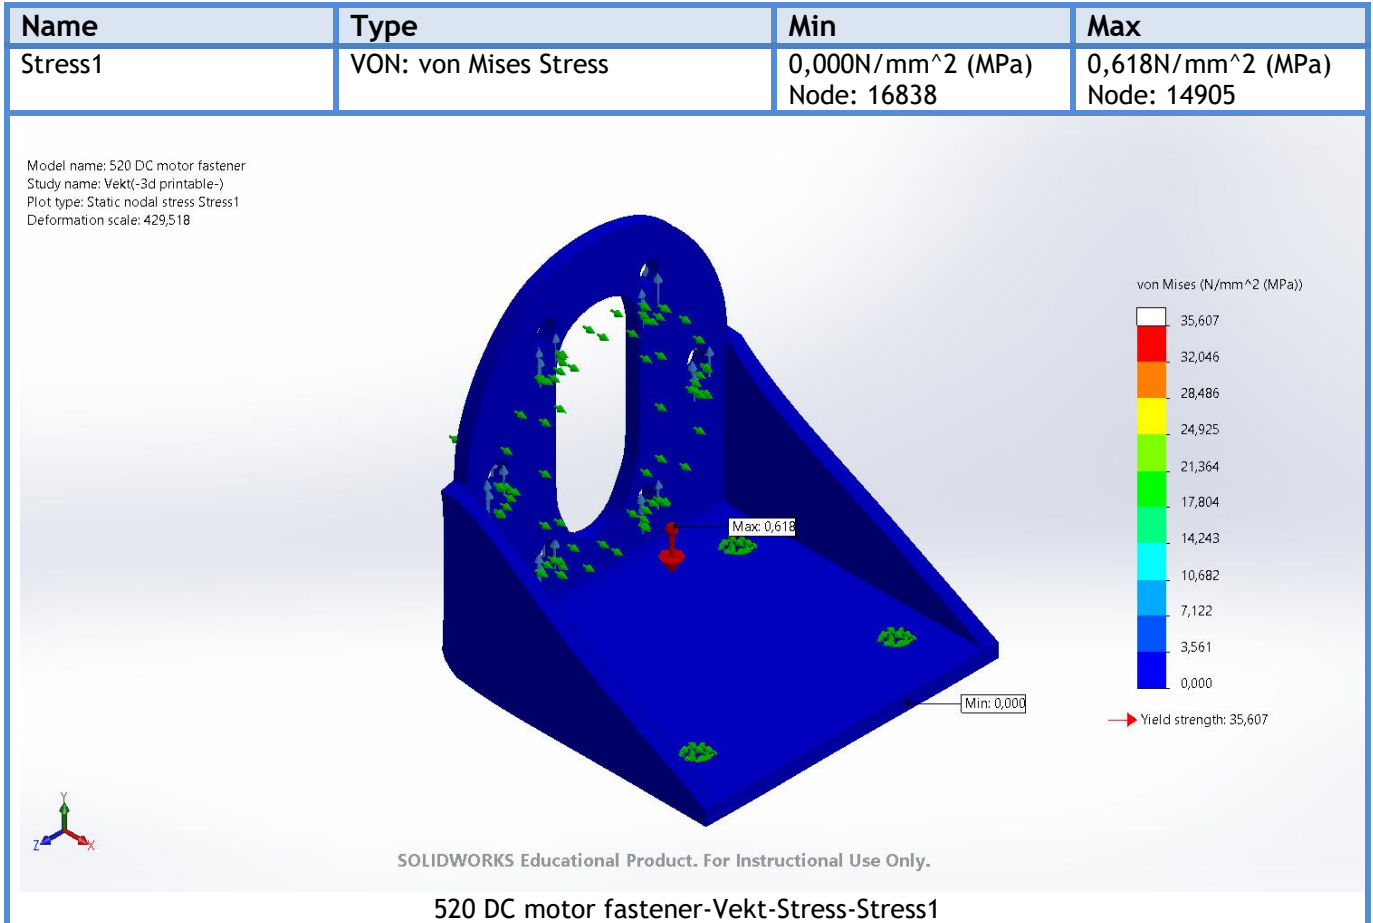 Name Type Min Max
Stress1 VON: von Mises Stress 0,000N/mm^2 (MPa) 0,618N/mm^2 (MPa)
Node: 16838 Node: 14905
Model name: 520 DC motor fastener
Study name: Vekt(-3d printable-)
Plot type: Static nodal stress Stress1
Deformation scale: 429,518
von Mises (N/mm^2 (MPa))
35,607
32,046
28,486
24,925
21,364
17,804
14,243
10,682
7,122
3,561
0,000
Yield strength: 35,607
Max: 0,618
Min: 0,000
Y
Z
X
SOLIDWORKS Educational Product. For Instructional Use Only.
520 DC motor fastener-Vekt-Stress-Stress1